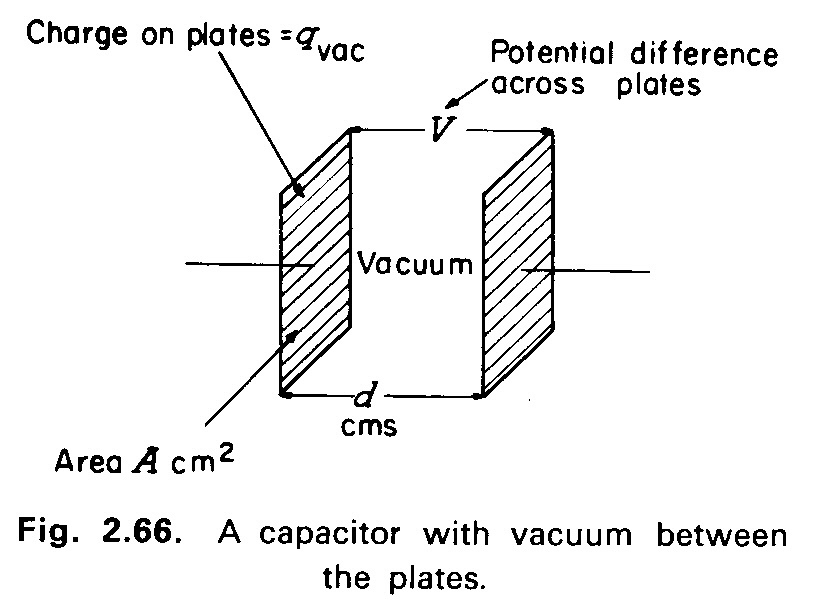 Charge on plates = q vac
Potential difference
across plates
V
Vacuum
d
cms
Area A cm²
Fig. 2.66. A capacitor with vacuum between
the plates.